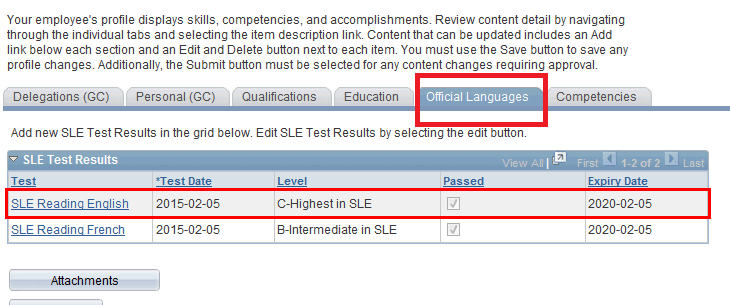 Your employee's profile displays skills, competencies, and accomplishments. Review content detail by navigating
through the individual tabs and selecting the item description link. Content that can be updated includes an Add
link below each section and an Edit and Delete button next to each item. You must use the Save button to save any
profile changes. Additionally, the Submit button must be selected for any content changes requiring approval.
Delegations (GC) Personal (GC) Qualifications Education Official Languages Competencies
Add new SLE Test Results in the grid below. Edit SLE Test Results by selecting the edit button.
SLE Test Results View All | First 1-2 of 2 Last
Test *Test Date Level Passed Expiry Date
SLE Reading English 2015-02-05 C-Highest in SLE 2020-02-05
SLE Reading French 2015-02-05 B-Intermediate in SLE 2020-02-05
Attachments